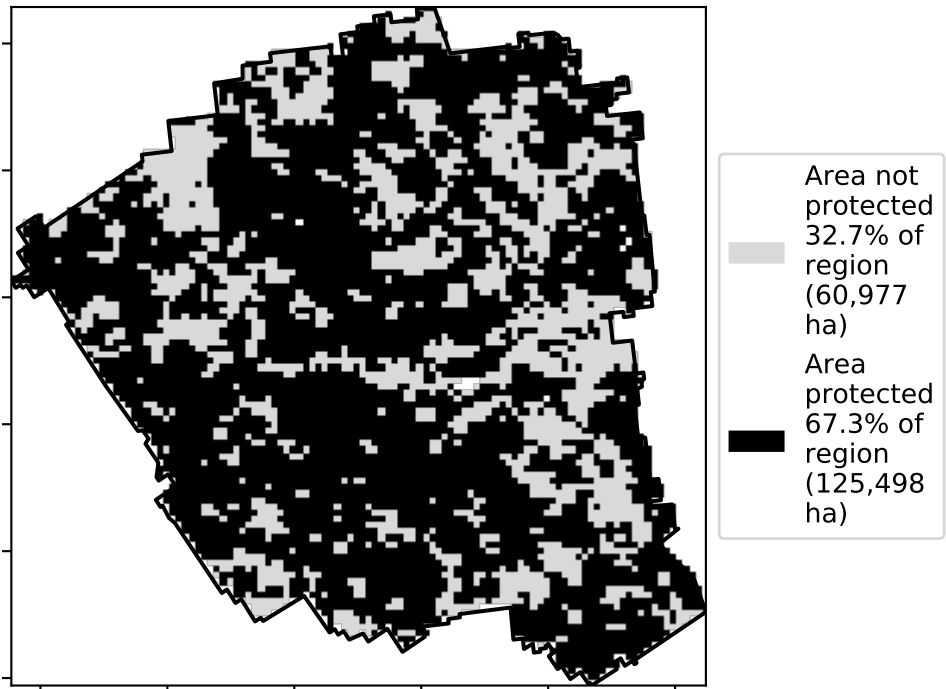 Area not
protected
32.7% of
region
(60,977
ha)
Area
protected
67.3% of
region
(125,498
ha)